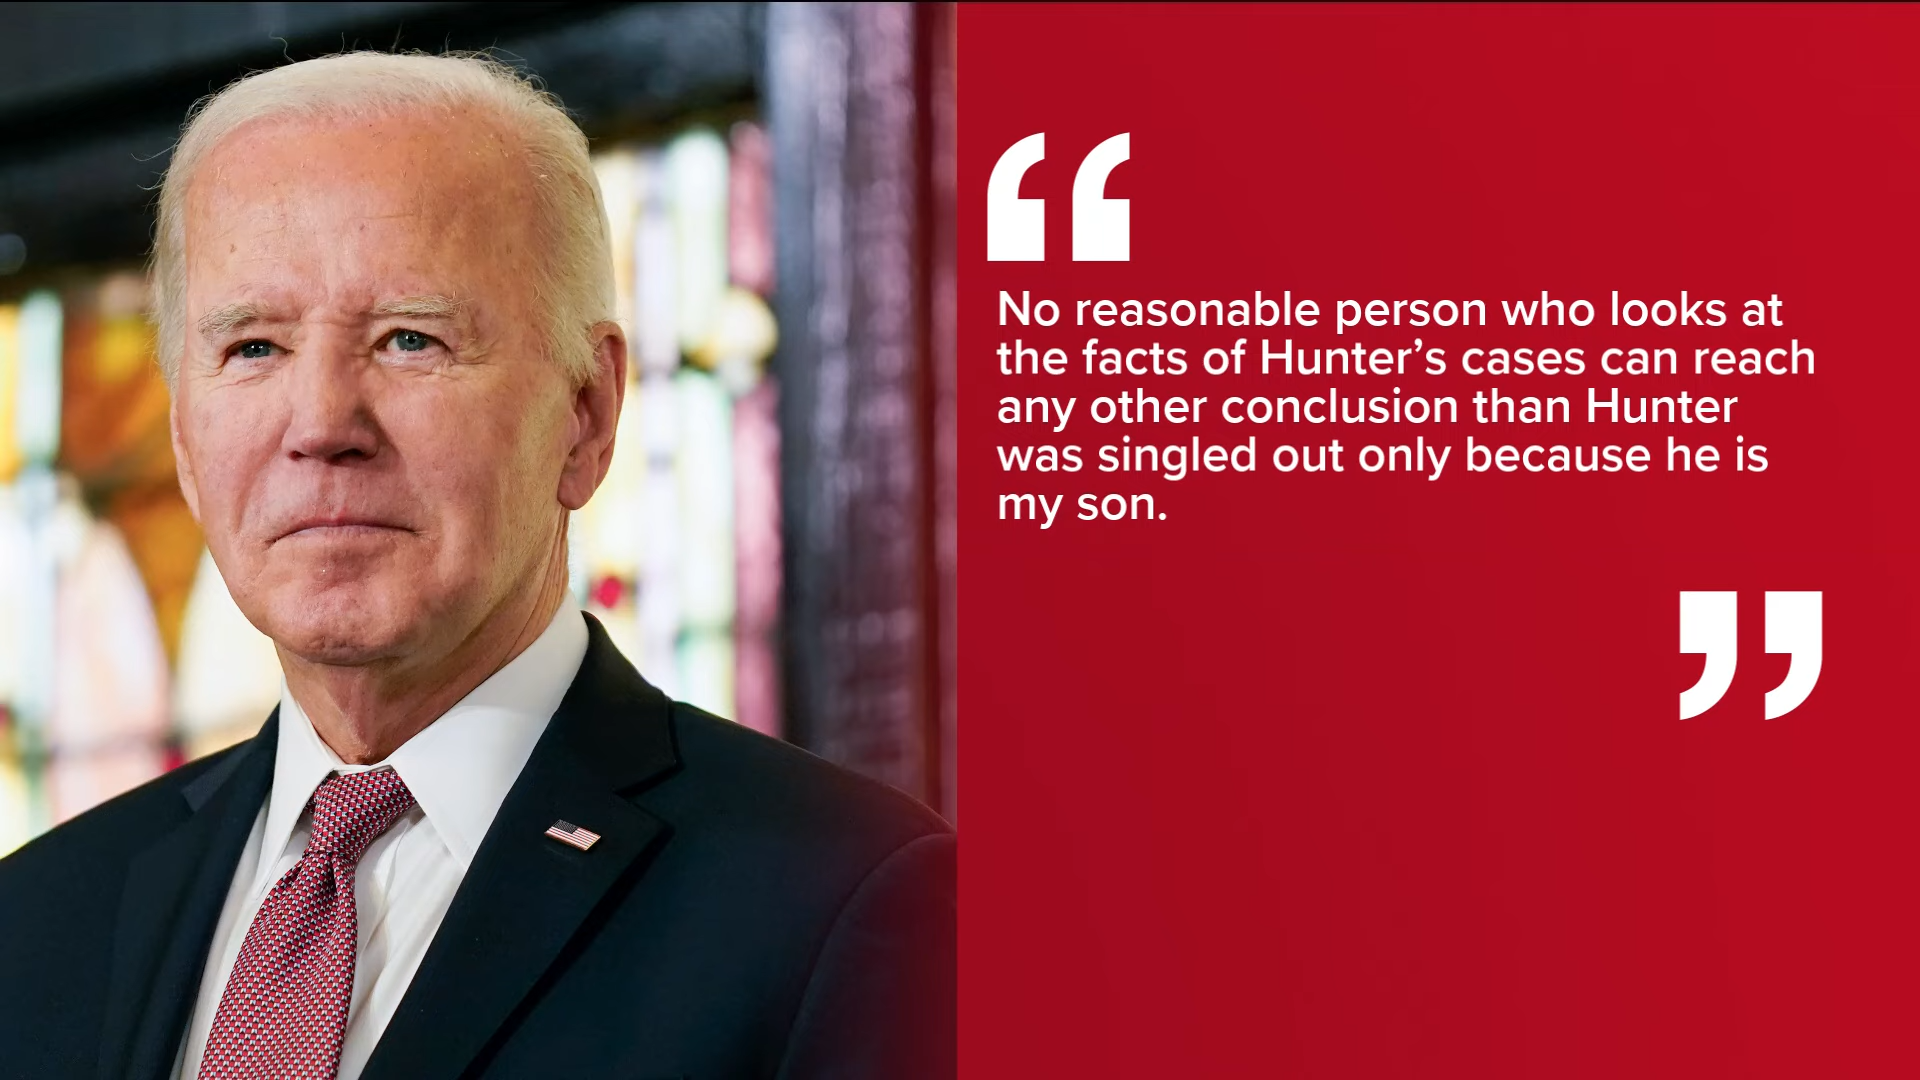 “
No reasonable person who looks at
the facts of Hunter’s cases can reach
any other conclusion than Hunter
was singled out only because he is
my son.
”